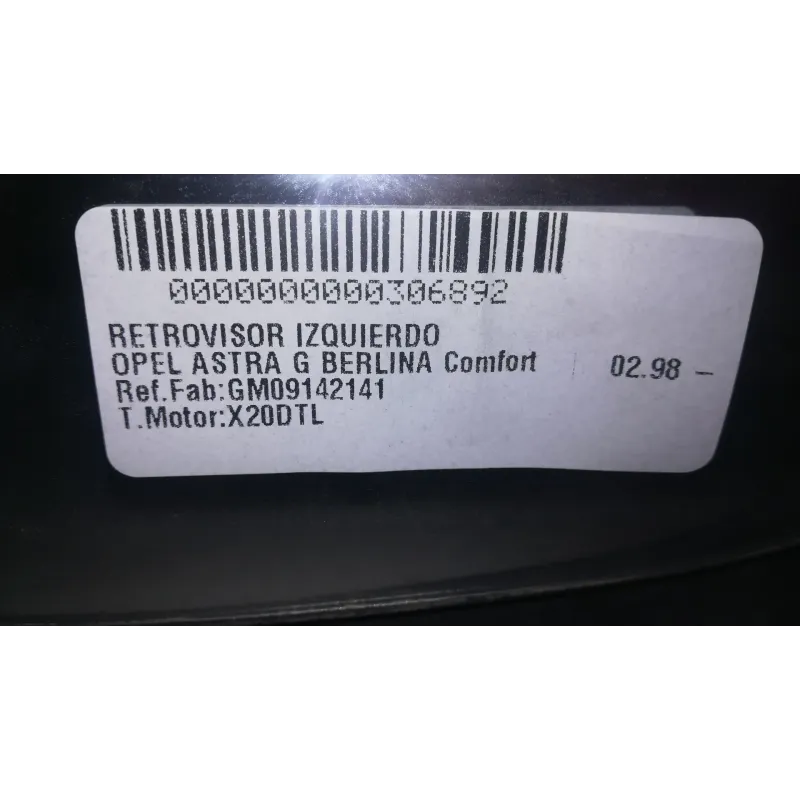 0000000000306892
RETROVISOR IZQUIERDO
OPEL ASTRA G BERLINA Comfort | 02.98 –
Ref.Fab:GM09142141
T.Motor:X20DTL